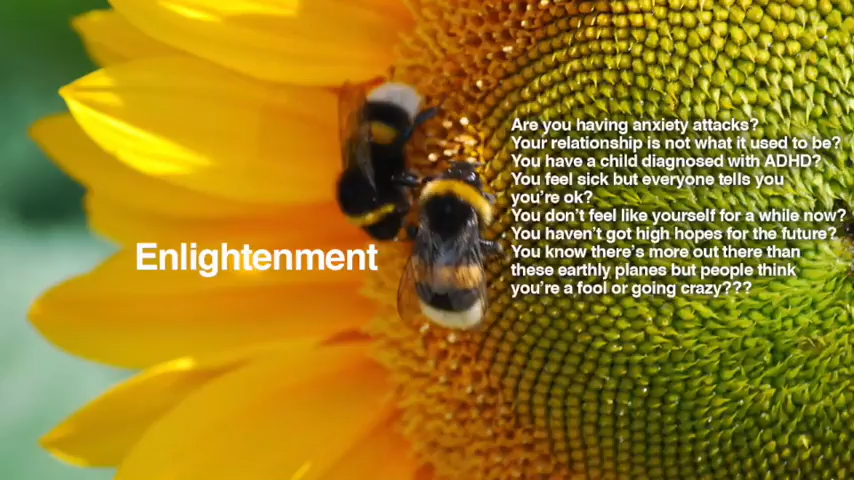 Enlightenment
Are you having anxiety attacks?
Your relationship is not what it used to be?
You have a child diagnosed with ADHD?
You feel sick but everyone tells you
you're ok?
You don't feel like yourself for a while now?
You haven't got high hopes for the future?
You know there's more out there than
these earthly planes but people think
you're a fool or going crazy???